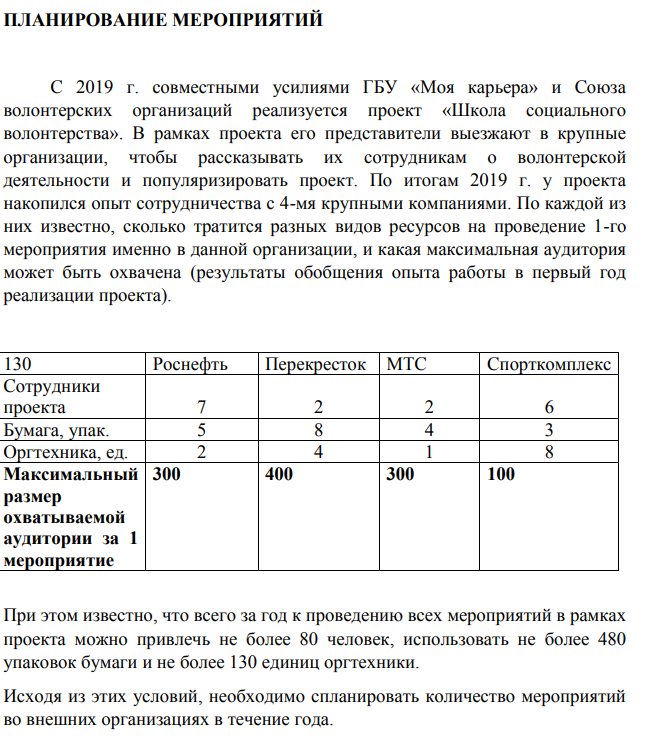 ПЛАНИРОВАНИЕ МЕРОПРИЯТИЙ
С 2019 г. совместными усилиями ГБУ «Моя карьера» и Союза
волонтерских организаций реализуется проект «Школа социального
волонтерства». В рамках проекта его представители выезжают в крупные
организации, чтобы рассказывать их сотрудникам о волонтерской
деятельности и популяризировать проект. По итогам 2019 г. у проекта
накопился опыт сотрудничества с 4-мя крупными компаниями. По каждой из
них известно, сколько тратится разных видов ресурсов на проведение 1-го
мероприятия именно в данной организации, и какая максимальная аудитория
может быть охвачена (результаты обобщения опыта работы в первый год
реализации проекта).
130 Роснефть Перекресток МТС Спорткомплекс
Сотрудники
проекта 7 2 2 6
Бумага, упак. 5 8 4 3
Оргтехника, ед. 2 4 1 8
Максимальный 300 400 300 100
размер
охватываемой
аудитории за 1
мероприятие
При этом известно, что всего за год к проведению всех мероприятий в рамках
проекта можно привлечь не более 80 человек, использовать не более 480
упаковок бумаги и не более 130 единиц оргтехники.
Исходя из этих условий, необходимо спланировать количество мероприятий
во внешних организациях в течение года.